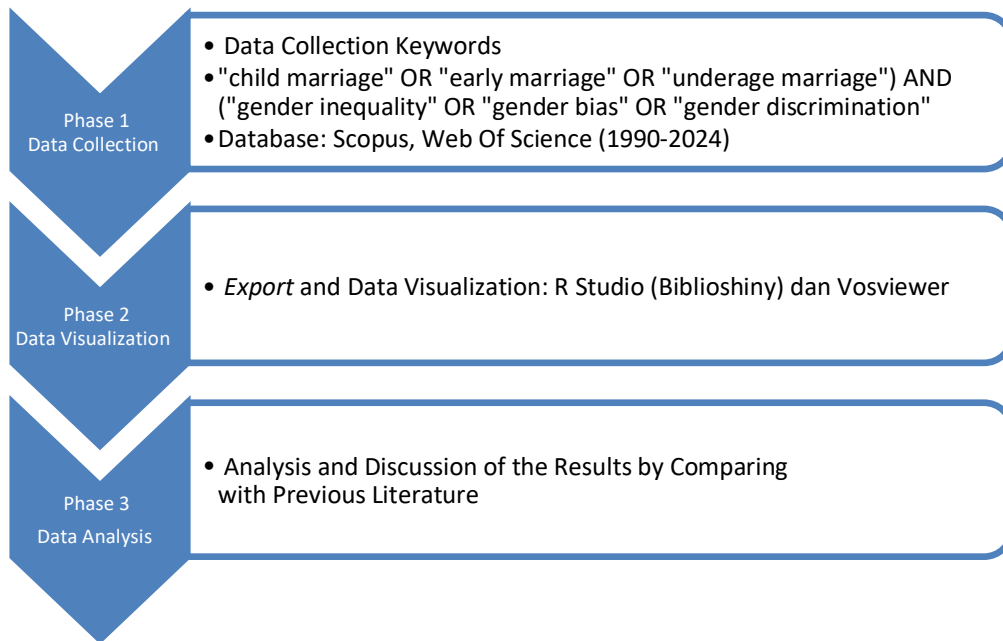 Phase 1
Data Collection
• Data Collection Keywords
•"child marriage" OR "early marriage" OR "underage marriage") AND
("gender inequality" OR "gender bias" OR "gender discrimination"
•Database: Scopus, Web Of Science (1990-2024)
Phase 2
Data Visualization
• Export and Data Visualization: R Studio (Biblioshiny) dan Vosviewer
Phase 3
Data Analysis
• Analysis and Discussion of the Results by Comparing
with Previous Literature